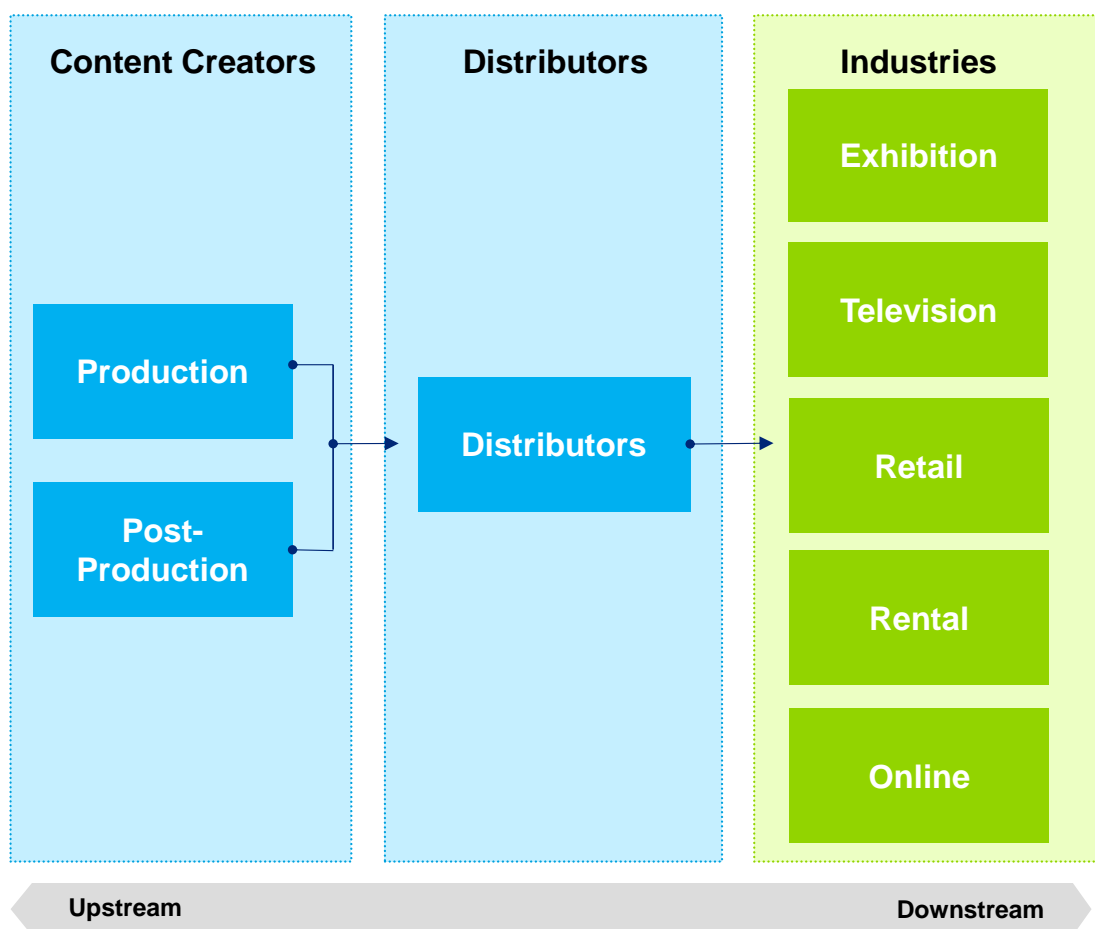 Content Creators
Distributors
Industries
Exhibition
Television
Production
Distributors
Retail
Post-
Production
Rental
Online
Upstream
Downstream